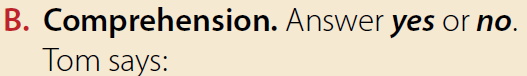 B. Comprehension. Answer yes or no.
Tom says: